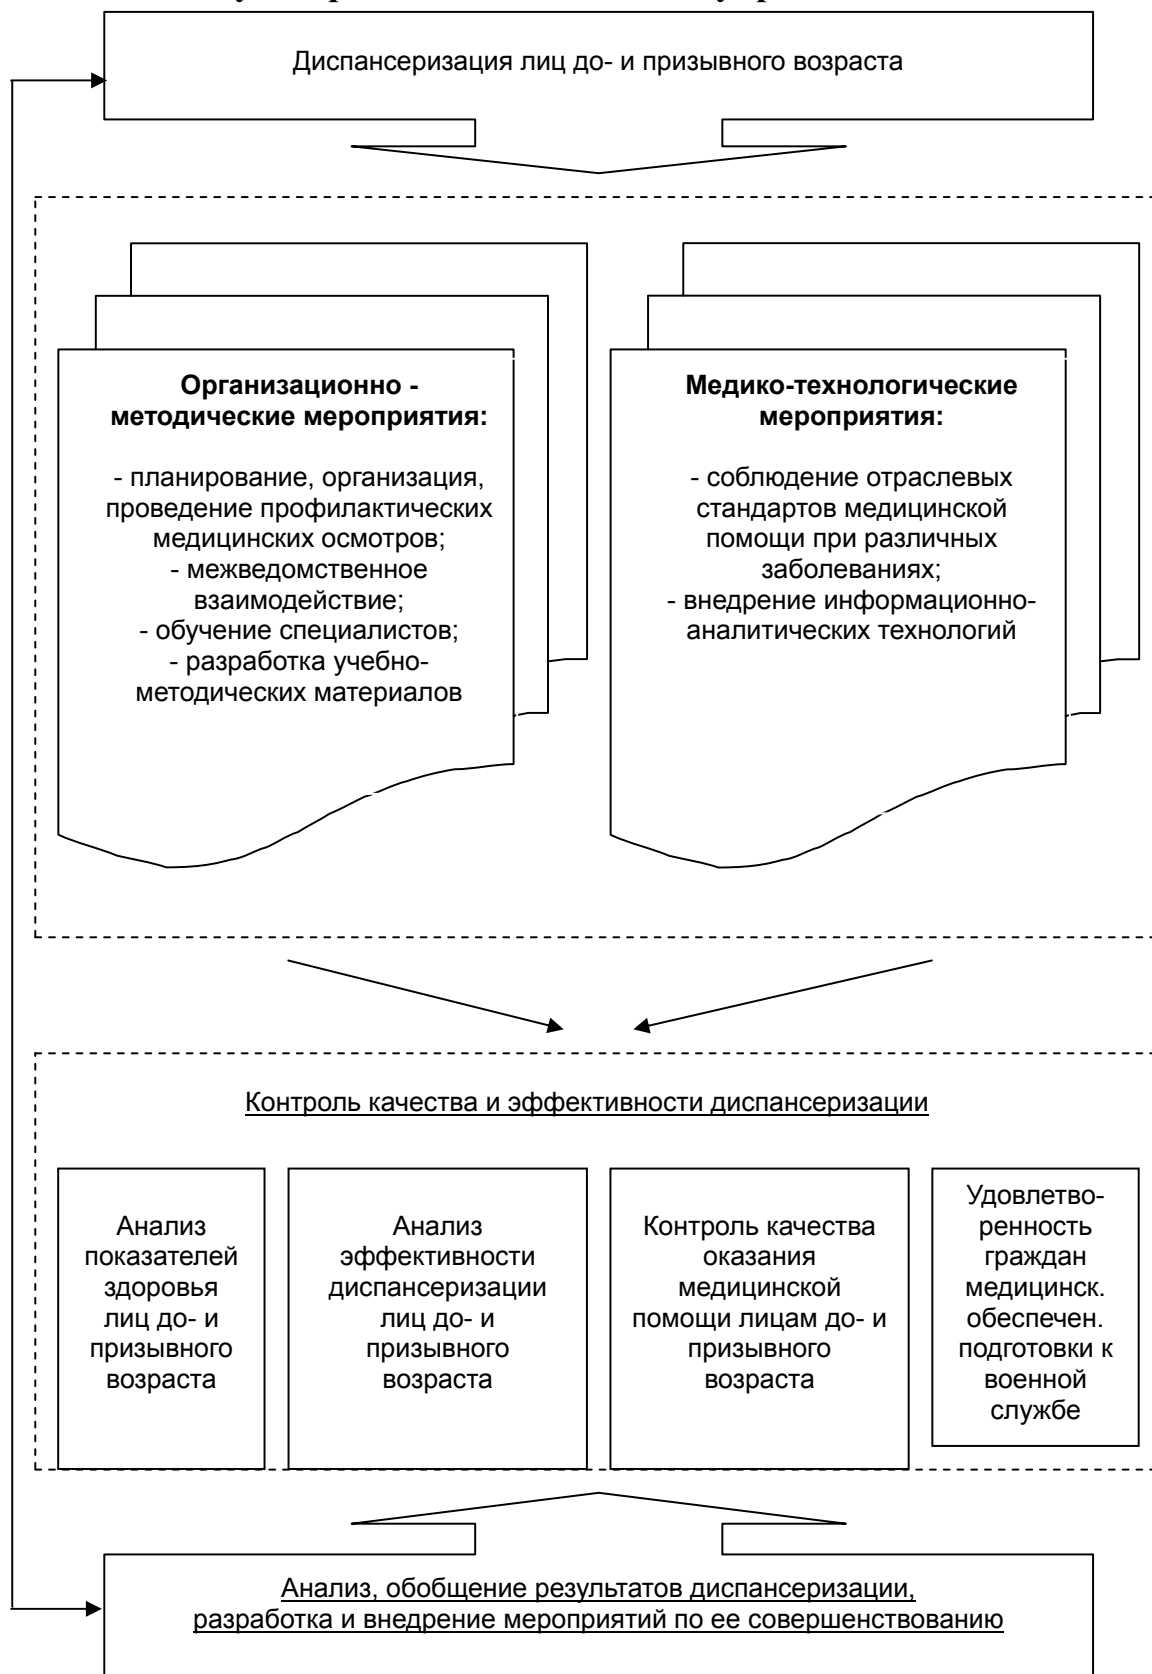 Диспансеризация лиц до- и призывного возраста
Организационно -
методические мероприятия:
- планирование, организация,
проведение профилактических
медицинских осмотров;
- межведомственное
взаимодействие;
- обучение специалистов;
- разработка учебно-
методических материалов
Медико-технологические
мероприятия:
- соблюдение отраслевых
стандартов медицинской
помощи при различных
заболеваниях;
- внедрение информационно-
аналитических технологий
Контроль качества и эффективности диспансеризации
Анализ
показателей
здоровья
лиц до- и
призывного
возраста
Анализ
эффективности
диспансеризации
лиц до- и
призывного
возраста
Контроль качества
оказания
медицинской
помощи лицам до- и
призывного
возраста
Удовлетво-
ренность
граждан
медицинск.
обеспечен.
подготовки к
военной
службе
Анализ, обобщение результатов диспансеризации,
разработка и внедрение мероприятий по ее совершенствованию